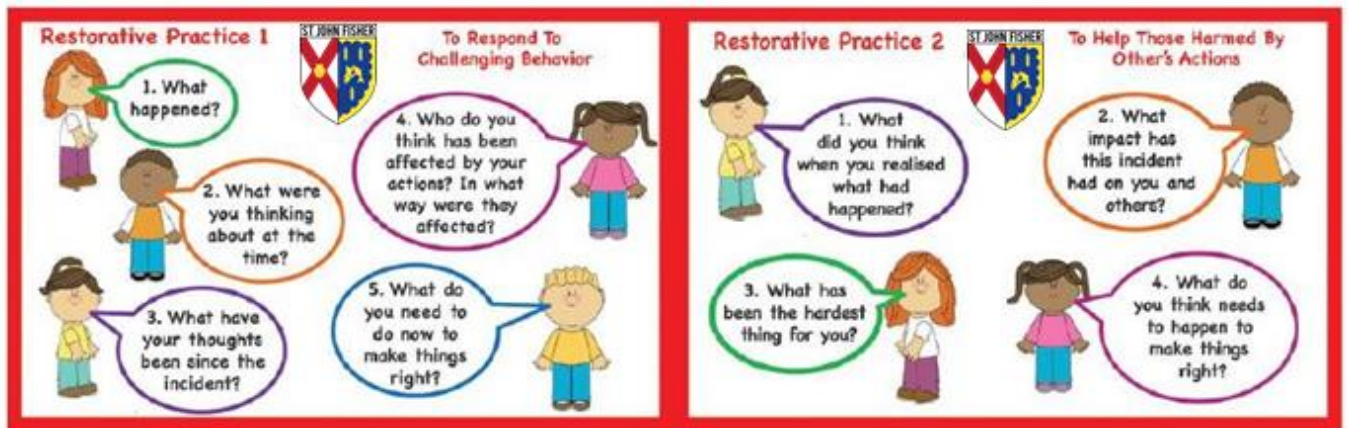 Restorative Practice 1
ST JOHN FISHER
To Respond To
Challenging Behavior
1. What
happened?
2. What were
you thinking
about at the
time?
3. What have
your thoughts
been since the
incident?
4. Who do you
think has been
affected by your
actions? In what
way were they
affected?
5. What do
you need to
do now to
make things
right?
Restorative Practice 2
ST JOHN FISHER
To Help Those Harmed By
Other's Actions
1. What
did you think
when you realised
what had
happened?
2. What
impact has
this incident
had on you and
others?
3. What has
been the hardest
thing for you?
4. What do
you think needs
to happen to
make things
right?